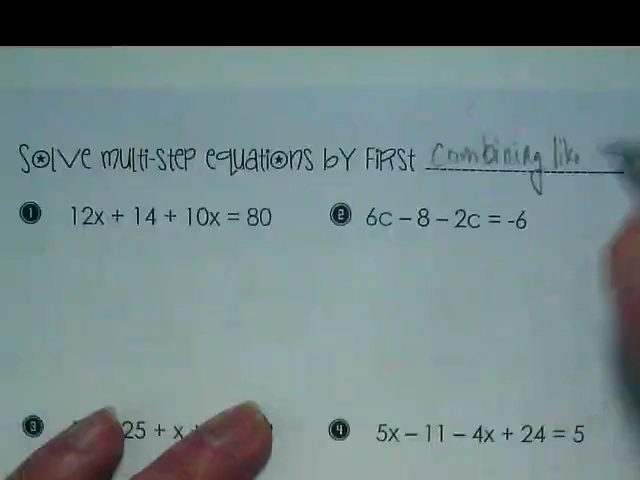 Solve multi-step equations by first combining like
1 12x + 14 + 10x = 80
2 6c – 8 – 2c = -6
3 25 + x
4 5x – 11 – 4x + 24 = 5